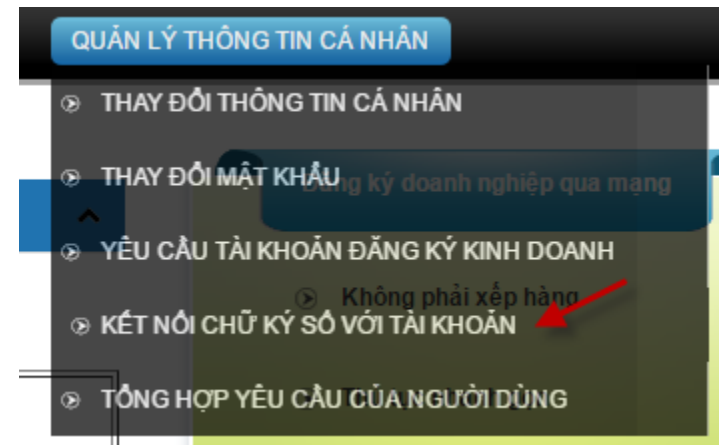 QUẢN LÝ THÔNG TIN CÁ NHÂN
THAY ĐỔI THÔNG TIN CÁ NHÂN
THAY ĐỔI MẬT KHẨU
ký doanh nghiệp qua mạng
YÊU CẦU TÀI KHOẢN ĐĂNG KÝ KINH DOANH
Không phải xếp hàng
KẾT NỐI CHỮ KÝ SỐ VỚI TÀI KHOẢN
TỔNG HỢP YÊU CẦU CỦA NGƯỜI DÙNG